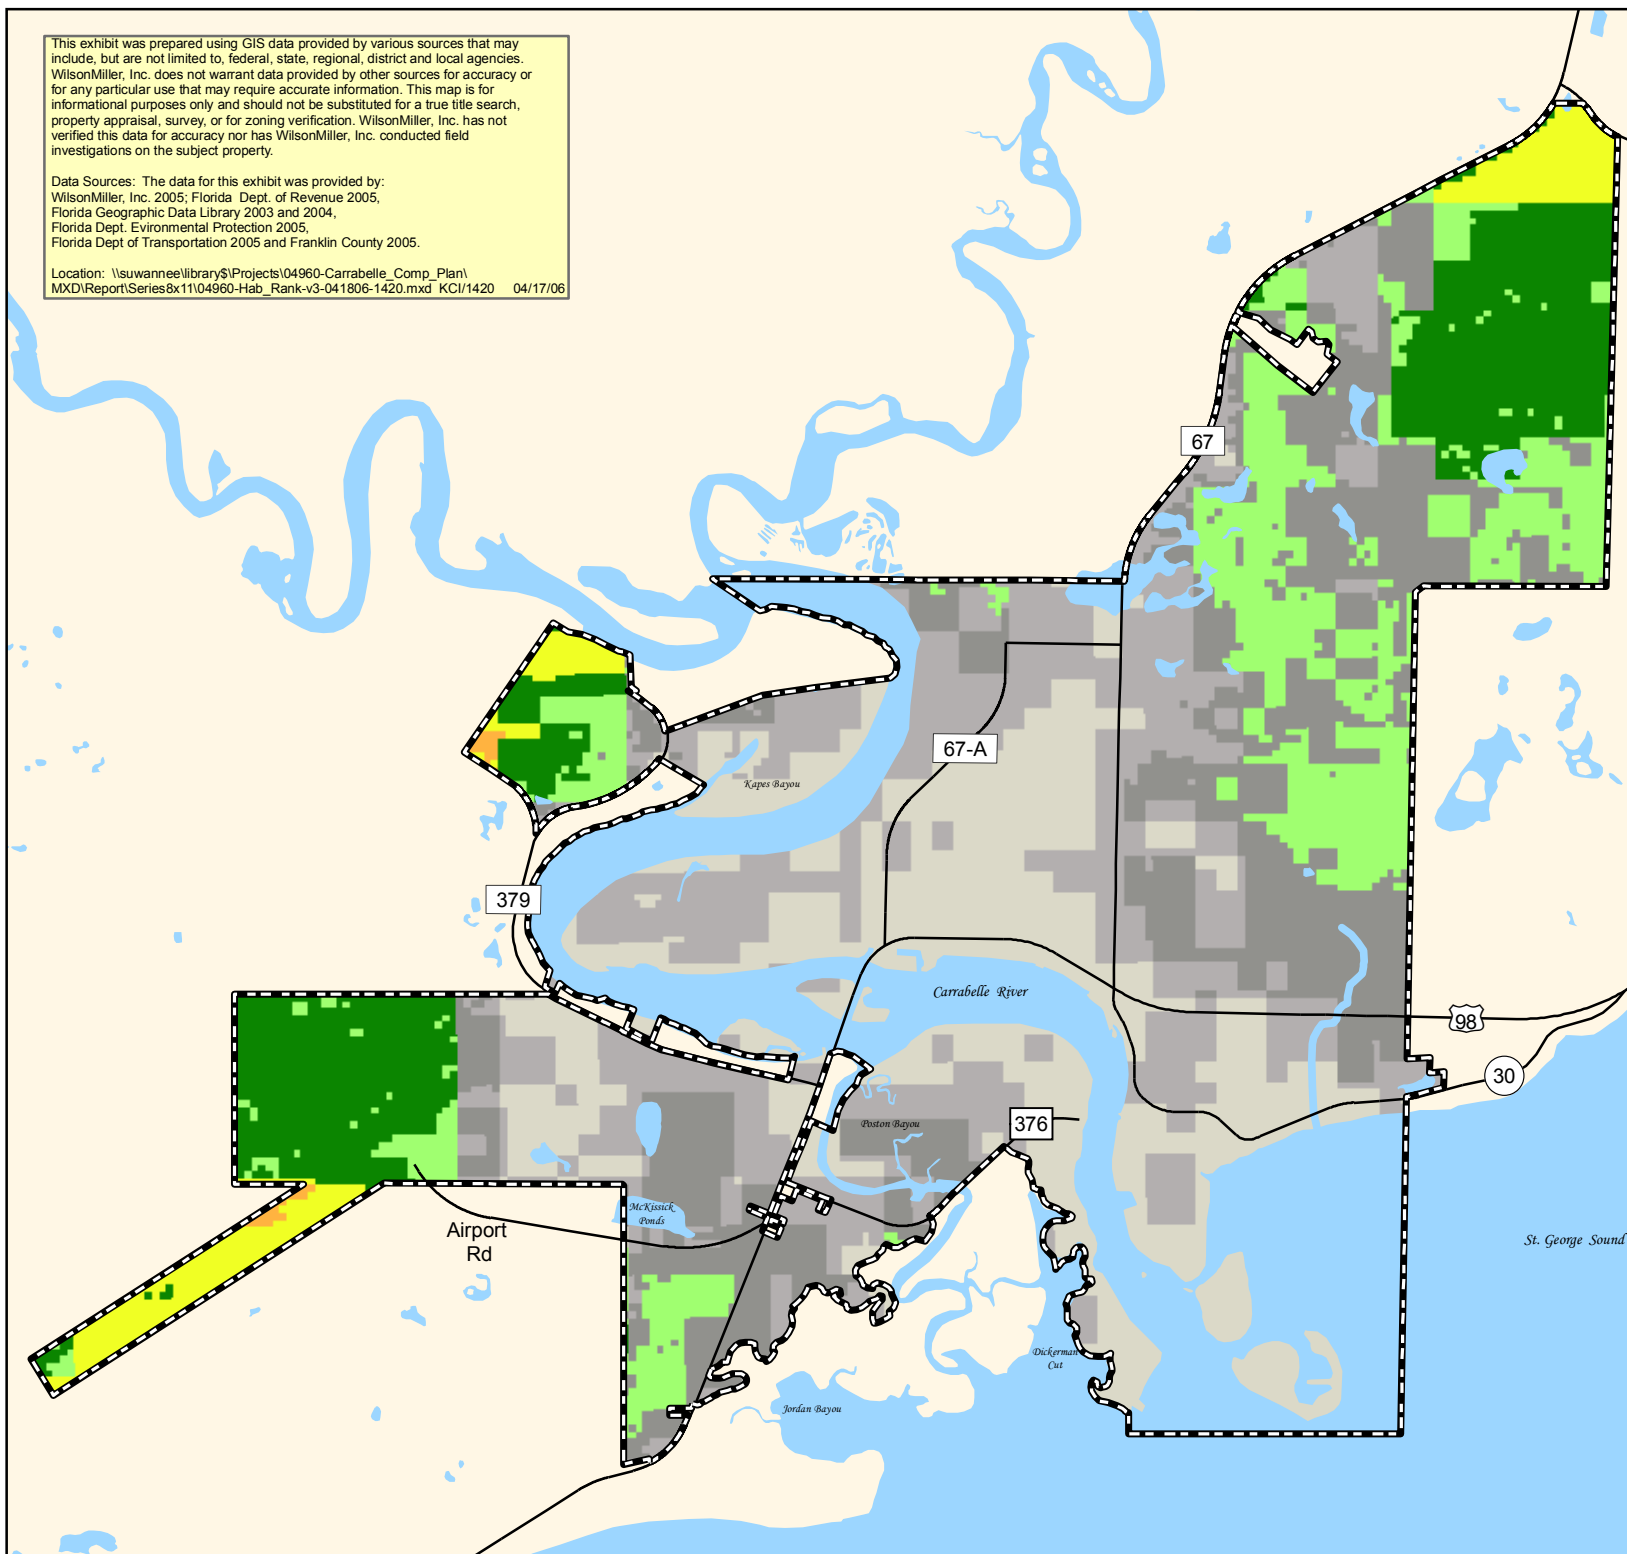 This exhibit was prepared using GIS data provided by various sources that may
include, but are not limited to, federal, state, regional, district and local agencies.
WilsonMiller, Inc. does not warrant data provided by other sources for accuracy or
for any particular use that may require accurate information. This map is for
informational purposes only and should not be substituted for a true title search,
property appraisal, survey, or for zoning verification. WilsonMiller, Inc. has not
verified this data for accuracy nor has WilsonMiller, Inc. conducted field
investigations on the subject property.
Data Sources: The data for this exhibit was provided by:
WilsonMiller, Inc. 2005; Florida Dept. of Revenue 2005,
Florida Geographic Data Library 2003 and 2004,
Florida Dept. Evironmental Protection 2005,
Florida Dept of Transportation 2005 and Franklin County 2005.
Location: \\suwannee\library$\Projects\04960-Carrabelle_Comp_Plan\
MXD\Report\Series8x11\04960-Hab_Rank-v3-041806-1420.mxd KCI/1420 04/17/06
67
67-A
Kapes Bayou
379
Carrabelle River
98
30
376
Poston Bayou
McKissick
Ponds
Airport
Rd
St. George Sound
Dickerman
Cut
Jordan Bayou